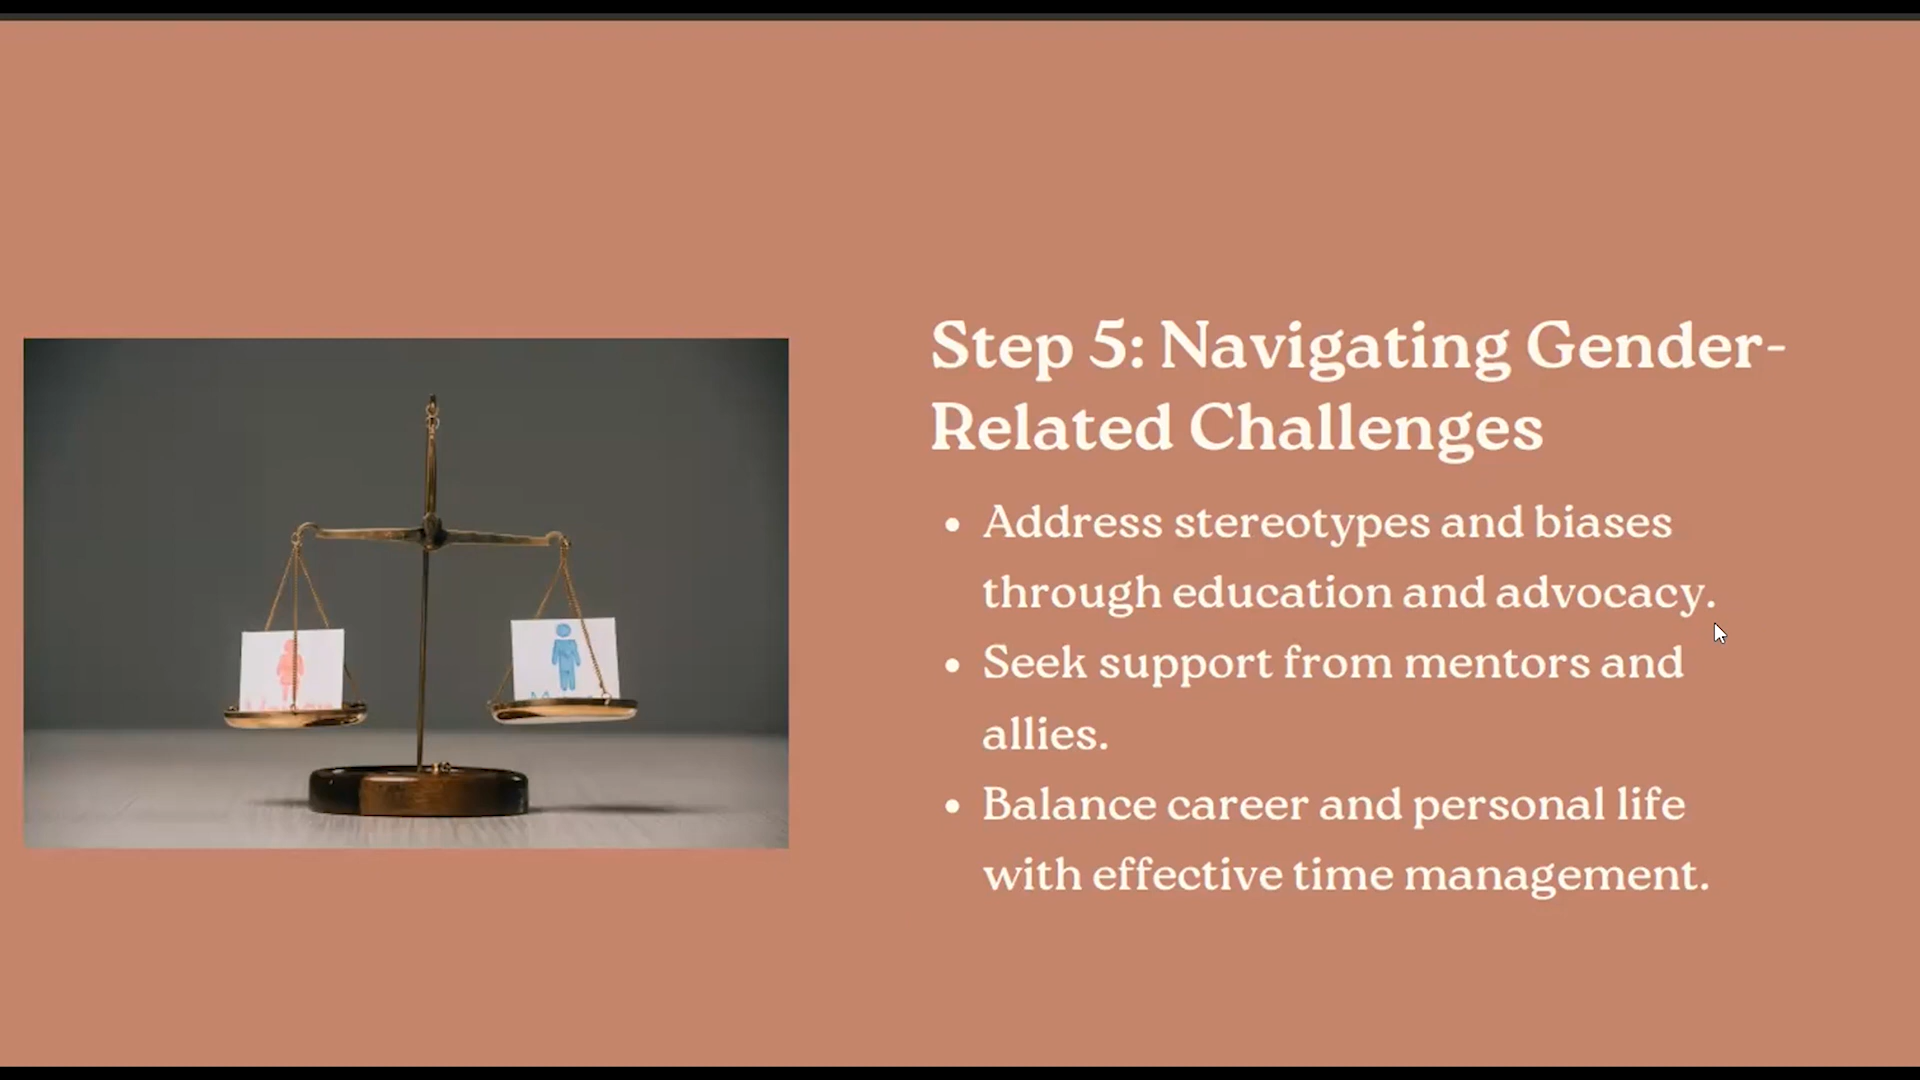 Step 5: Navigating Gender-
Related Challenges
• Address stereotypes and biases
through education and advocacy.
• Seek support from mentors and
allies.
• Balance career and personal life
with effective time management.